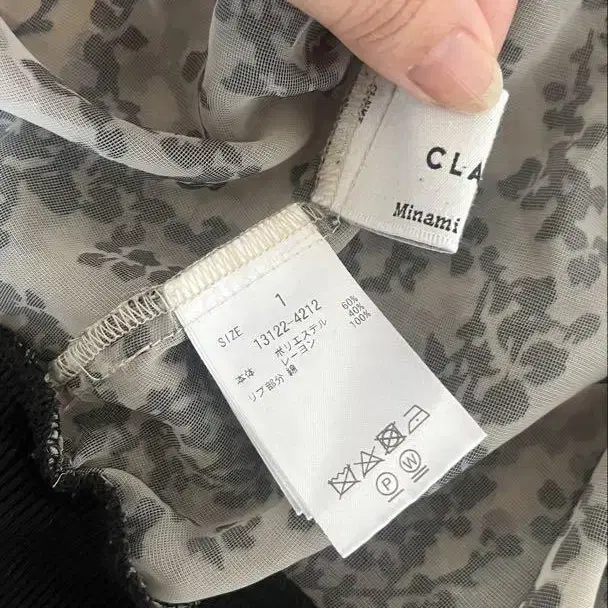 CLA
Minami
SIZE 1
13122-4212
本体 ポリエステル 60%
レーヨン 40%
リブ部分 綿 100%
P W